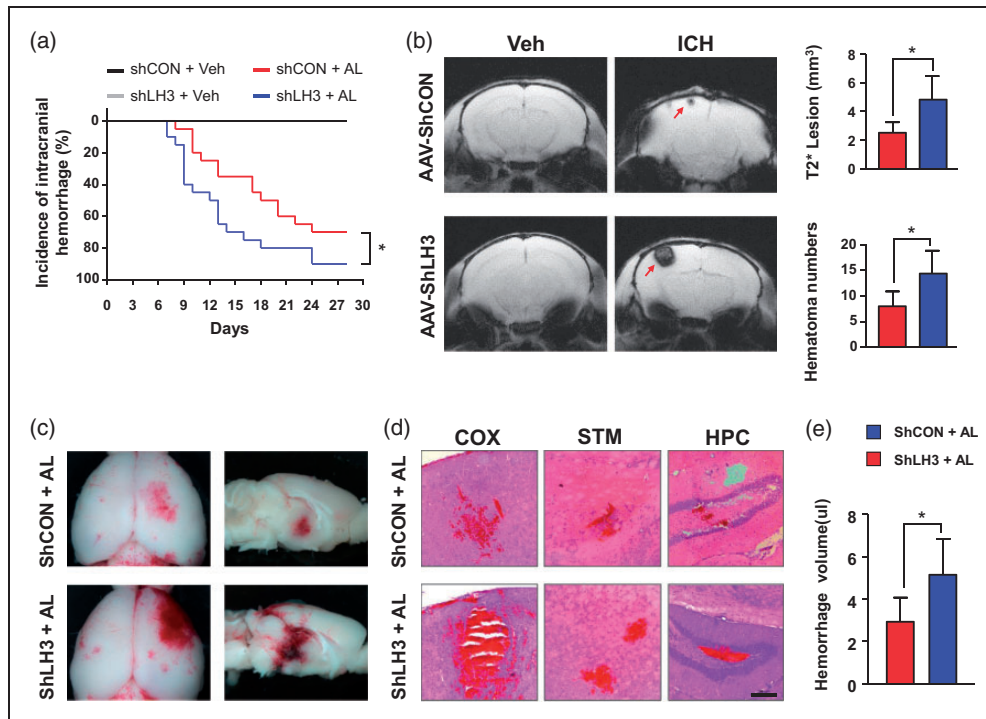 (a)
shCON + Veh
shCON + AL
shLH3 + Veh
shLH3 + AL
Incidence of intracranial
hemorrhage (%)
0
20
40
60
80
100
*
0 3 6 9 12 15 18 21 24 27 30
Days
(b)
Veh
ICH
AAV-ShCON
AAV-ShLH3
T2* Lesion (mm³)
8
6
4
2
0
*
Hematoma numbers
20
15
10
5
0
*
(c)
ShCON + AL
ShLH3 + AL
(d)
COX
STM
HPC
ShCON + AL
ShLH3 + AL
(e)
ShCON + AL
ShLH3 + AL
Hemorrhage volume(ul)
8
6
4
2
0
*